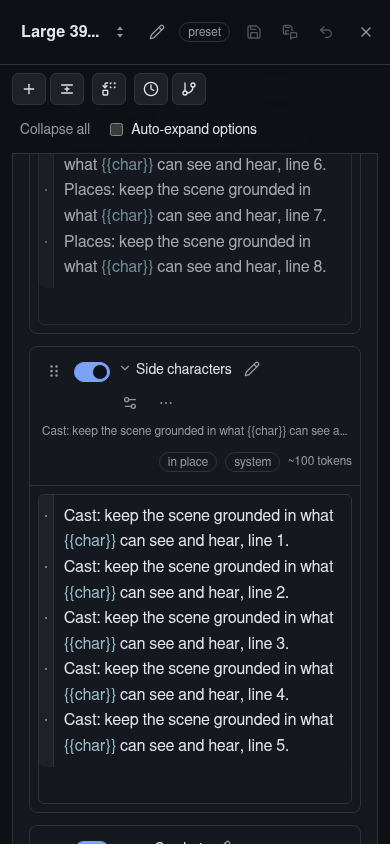 Large 39...
preset
Collapse all
Auto-expand options
what {{char}} can see and hear, line 6.
Places: keep the scene grounded in
what {{char}} can see and hear, line 7.
Places: keep the scene grounded in
what {{char}} can see and hear, line 8.
Side characters
Cast: keep the scene grounded in what {{char}} can see a...
in place
system
~100 tokens
Cast: keep the scene grounded in what
{{char}} can see and hear, line 1.
Cast: keep the scene grounded in what
{{char}} can see and hear, line 2.
Cast: keep the scene grounded in what
{{char}} can see and hear, line 3.
Cast: keep the scene grounded in what
{{char}} can see and hear, line 4.
Cast: keep the scene grounded in what
{{char}} can see and hear, line 5.